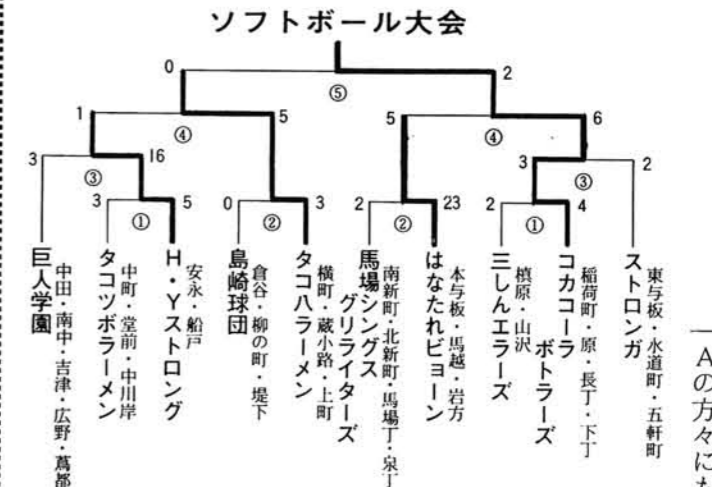 ソフトボール大会
0
2
⑤
1
5
5
6
④
④
3
16
3
2
③
③
3
5
0
3
2
23
2
4
①
②
②
①
巨人学園
中田・南中・吉津・広野・蔦都
タコツボラーメン
中町・堂前・中川岸
H・Yストロング
安永・船戸
島崎球団
倉谷・柳の町・堤下
タコ八ラーメン
横町・蔵小路・上町
馬場シングス
グリライターズ
南新町・北新町・馬場丁・泉丁
はなたれビョーン
本与板・馬越・岩方
三しんエラーズ
槙原・山沢
コカコーラ
ボトラーズ
稲荷町・原・長丁・下丁
ストロンガ
東与板・水道町・五軒町
Aの方々にも